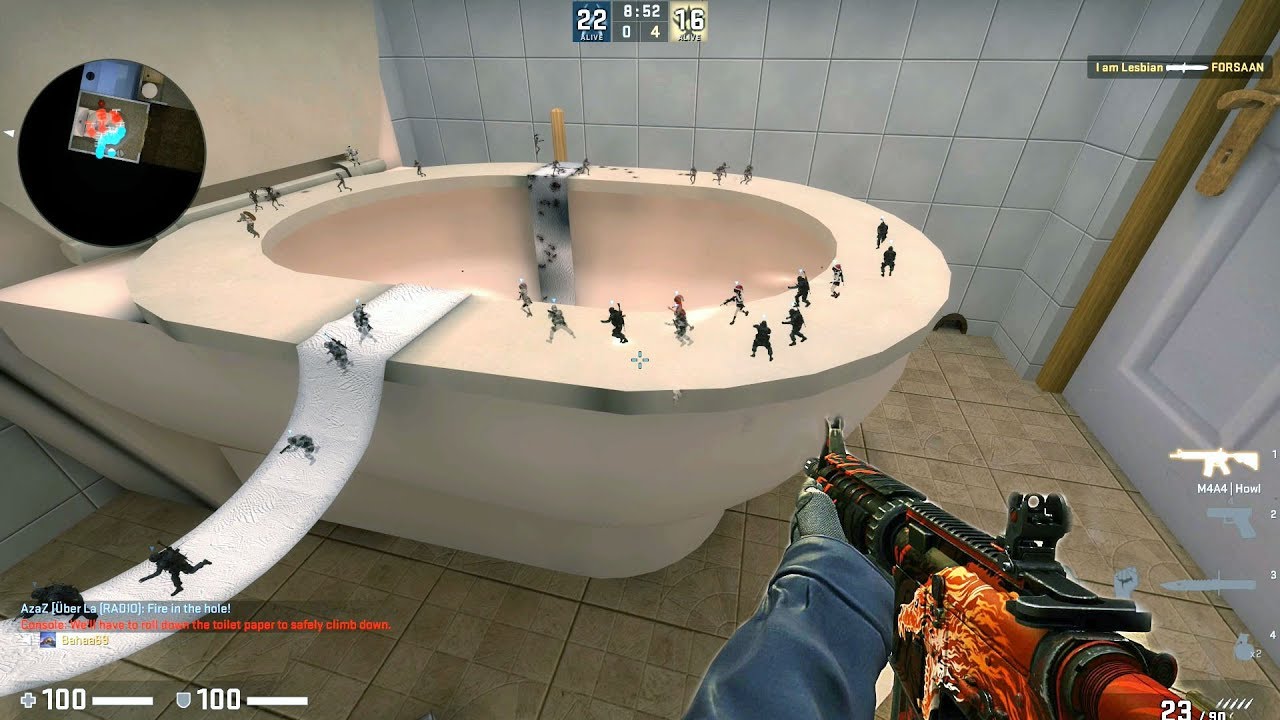 22
ALIVE
8:52
0 4
16
ALIVE
I am Lesbian FORSAAN
1
M4A4 | Howl
2
3
4
x2
AzaZ [Über La (RADIO): Fire in the hole!
Console: We'll have to roll down the toilet paper to safely climb down.
Bahaa69
100
100
23 / 90